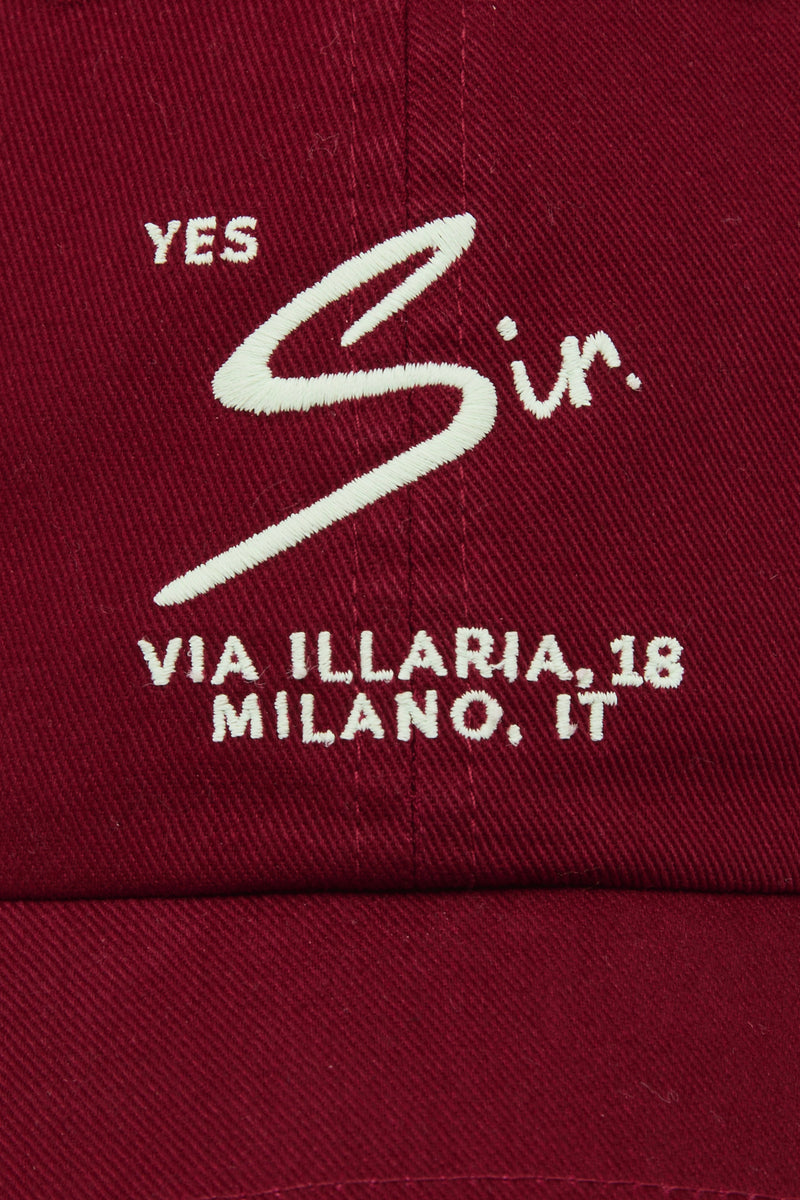 YES
Sir.
VIA ILLARIA, 18
MILANO, IT